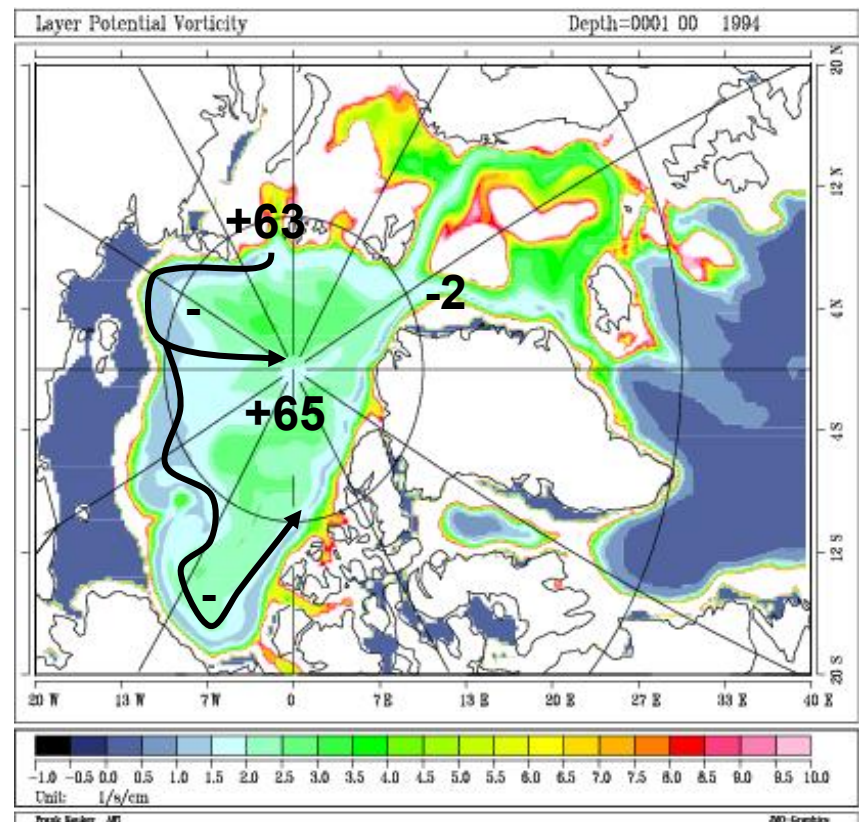 Layer Potential Vorticity Depth=0001 00 1994
20 N
+63
12 N
- -2 4 N
+65
4 S
12 S
-
20 S
20 W 13 W 7 W 0 7 E 13 E 20 E 27 E 33 E 40 E
-1.0 -0.5 0.0 0.5 1.0 1.5 2.0 2.5 3.0 3.5 4.0 4.5 5.0 5.5 6.0 6.5 7.0 7.5 8.0 8.5 9.0 9.5 10.0
Unit: 1/s/cm